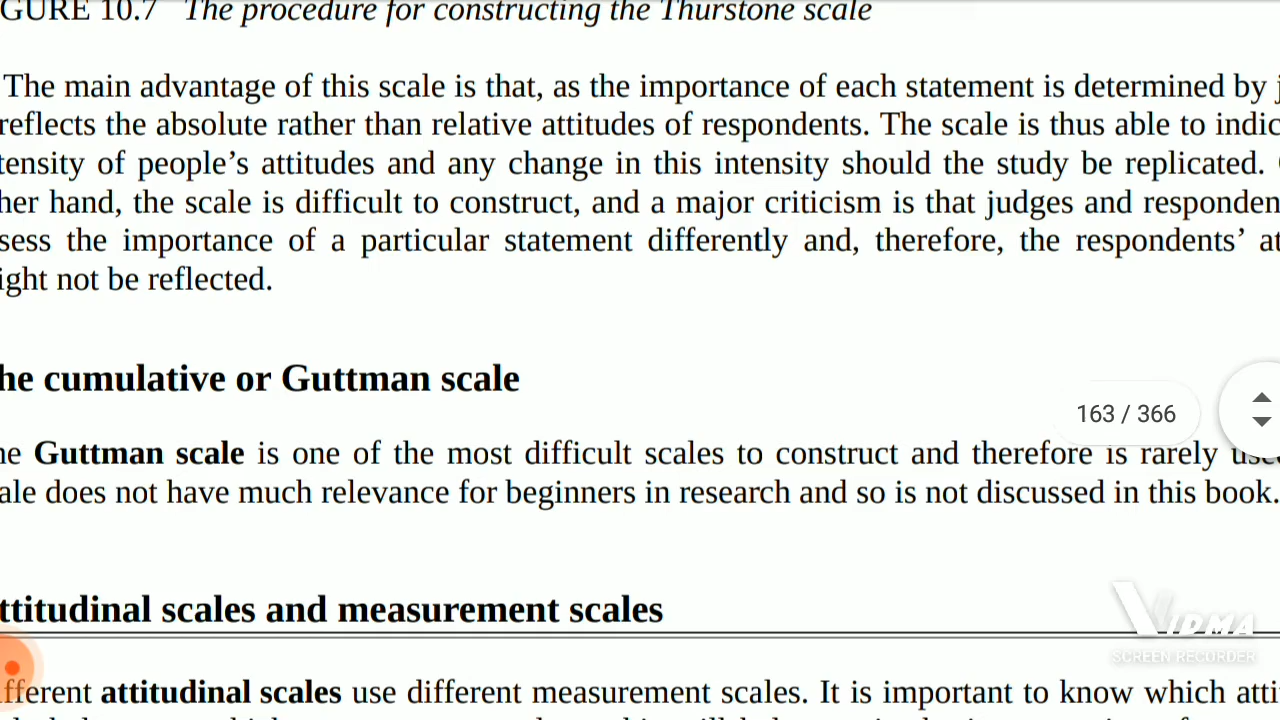 GURE 10.7 The procedure for constructing the Thurstone scale
The main advantage of this scale is that, as the importance of each statement is determined by j
reflects the absolute rather than relative attitudes of respondents. The scale is thus able to indic
tensity of people’s attitudes and any change in this intensity should the study be replicated.
her hand, the scale is difficult to construct, and a major criticism is that judges and responden
sess the importance of a particular statement differently and, therefore, the respondents’ at
ight not be reflected.
he cumulative or Guttman scale
163 / 366
ne Guttman scale is one of the most difficult scales to construct and therefore is rarely
ale does not have much relevance for beginners in research and so is not discussed in this book.
ttitudinal scales and measurement scales
VIDMA
SCREEN RECORDER
fferent attitudinal scales use different measurement scales. It is important to know which atti